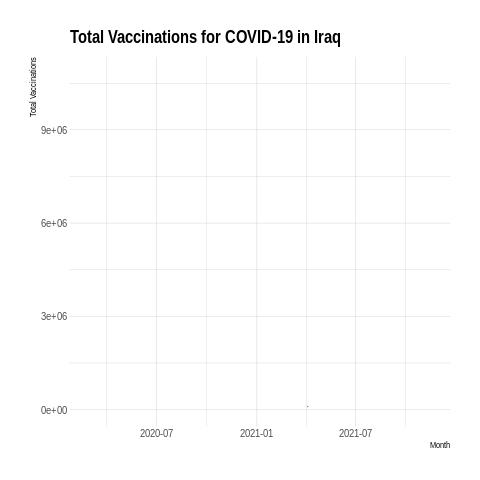 Total Vaccinations for COVID-19 in Iraq
Total Vaccinations
9e+06
6e+06
3e+06
0e+00
2020-07 2021-01 2021-07
Month